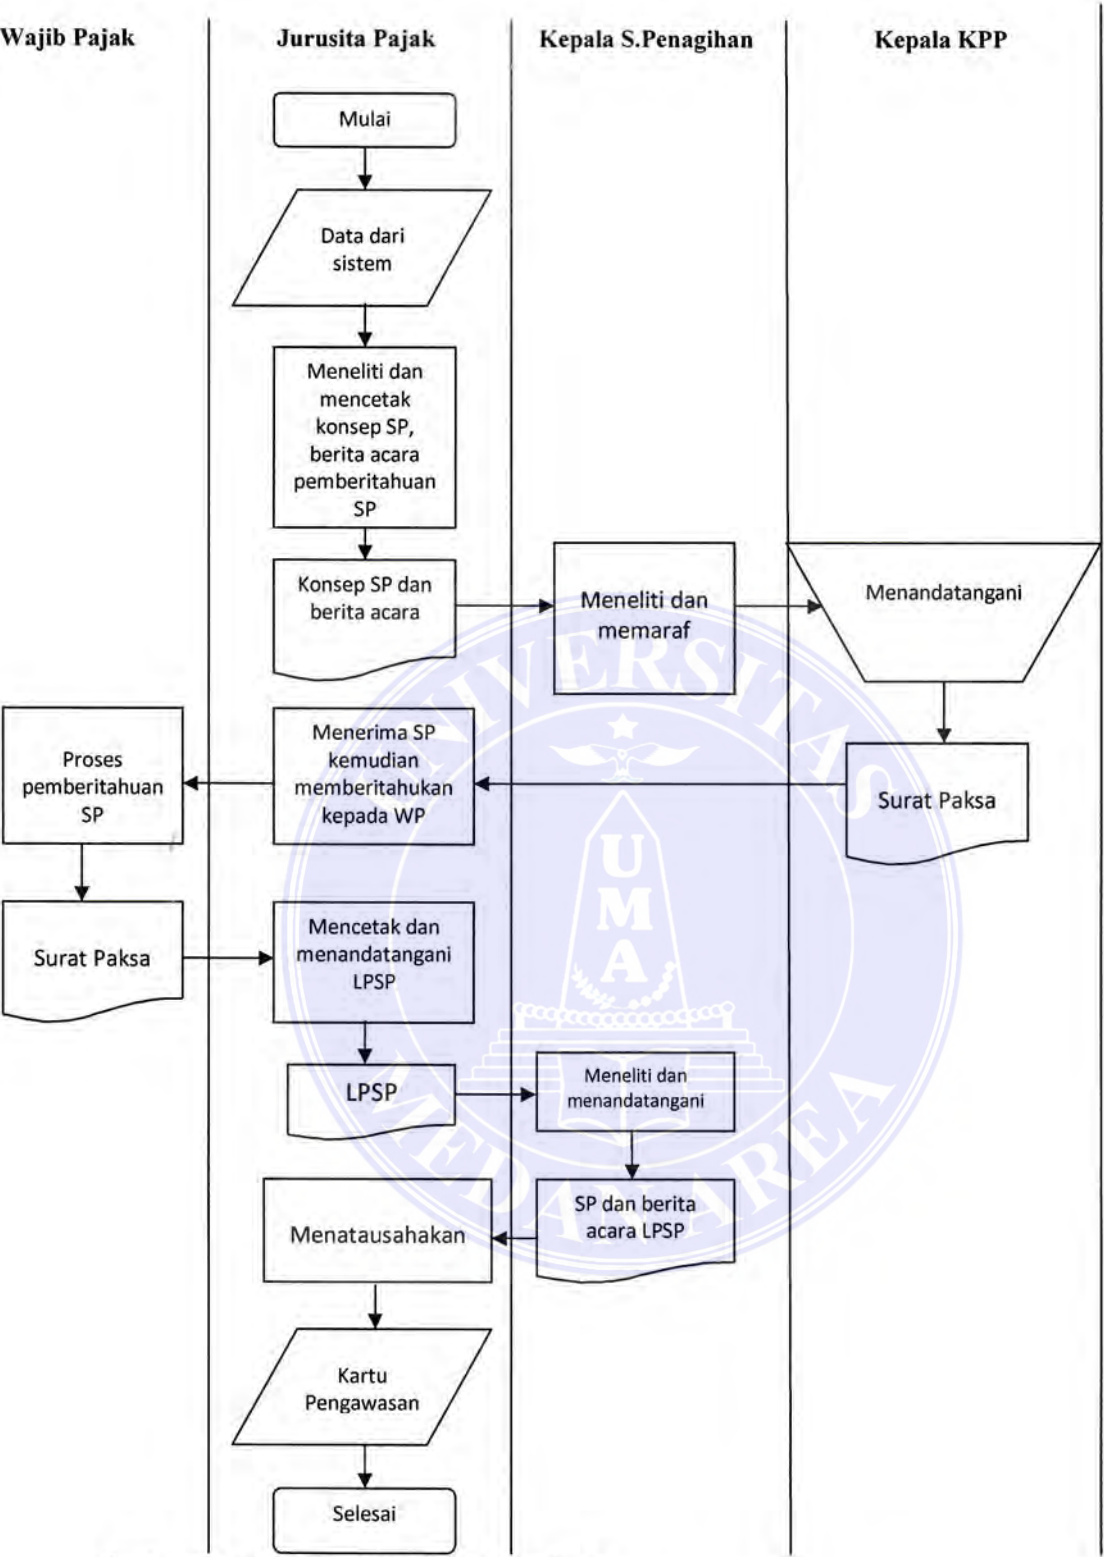 Wajib Pajak
Jurusita Pajak
Kepala S.Penagihan
Kepala KPP
Mulai
Data dari
sistem
Meneliti dan
mencetak
konsep SP,
berita acara
pemberitahuan
SP
Konsep SP dan
berita acara
Meneliti dan
memaraf
Menandatangani
Surat Paksa
Menerima SP
kemudian
memberitahukan
kepada WP
Proses
pemberitahuan
SP
Surat Paksa
Mencetak dan
menandatangani
LPSP
LPSP
Meneliti dan
menandatangani
SP dan berita
acara LPSP
Menatausahakan
Kartu
Pengawasan
Selesai
UNIVERSITAS
MEDAN AREA
U
M
A